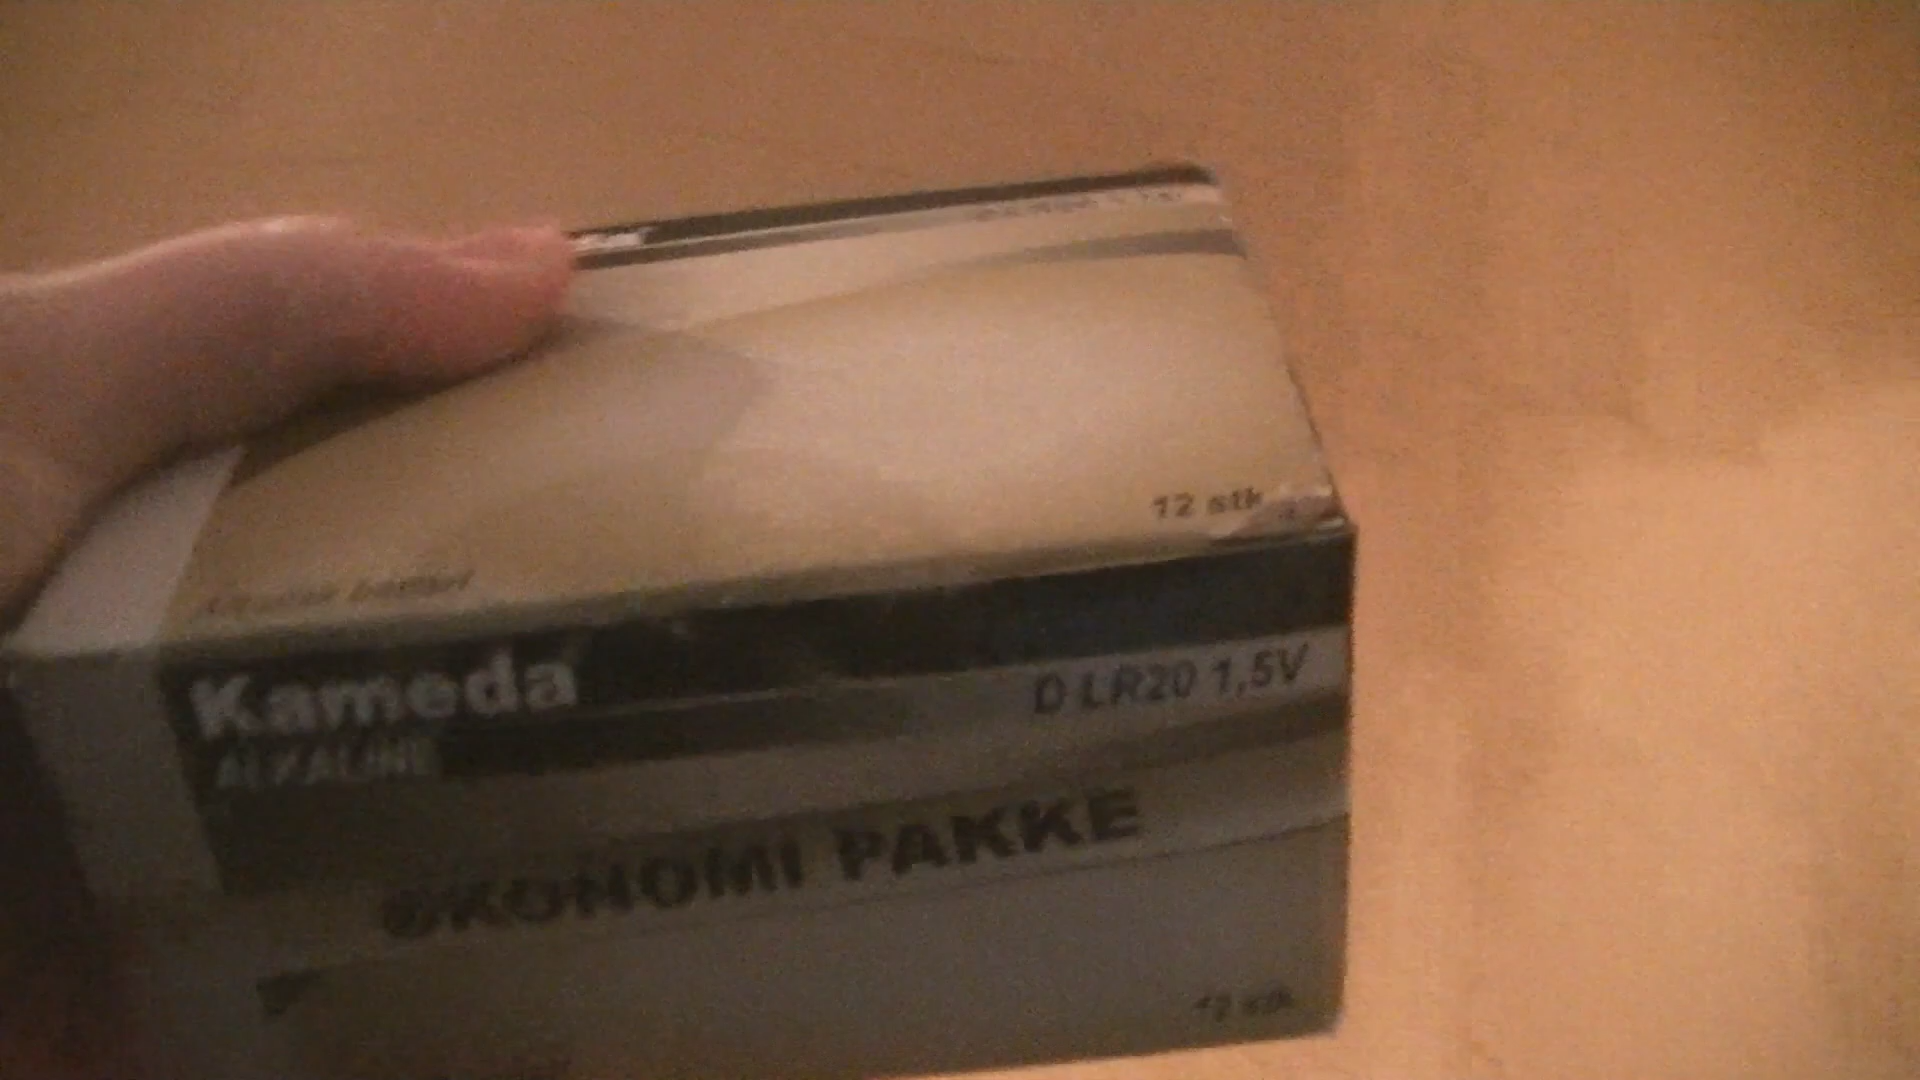 12 stk
Kameda
ALKALINE
D LR20 1,5V
ØKONOMI PAKKE
12 stk